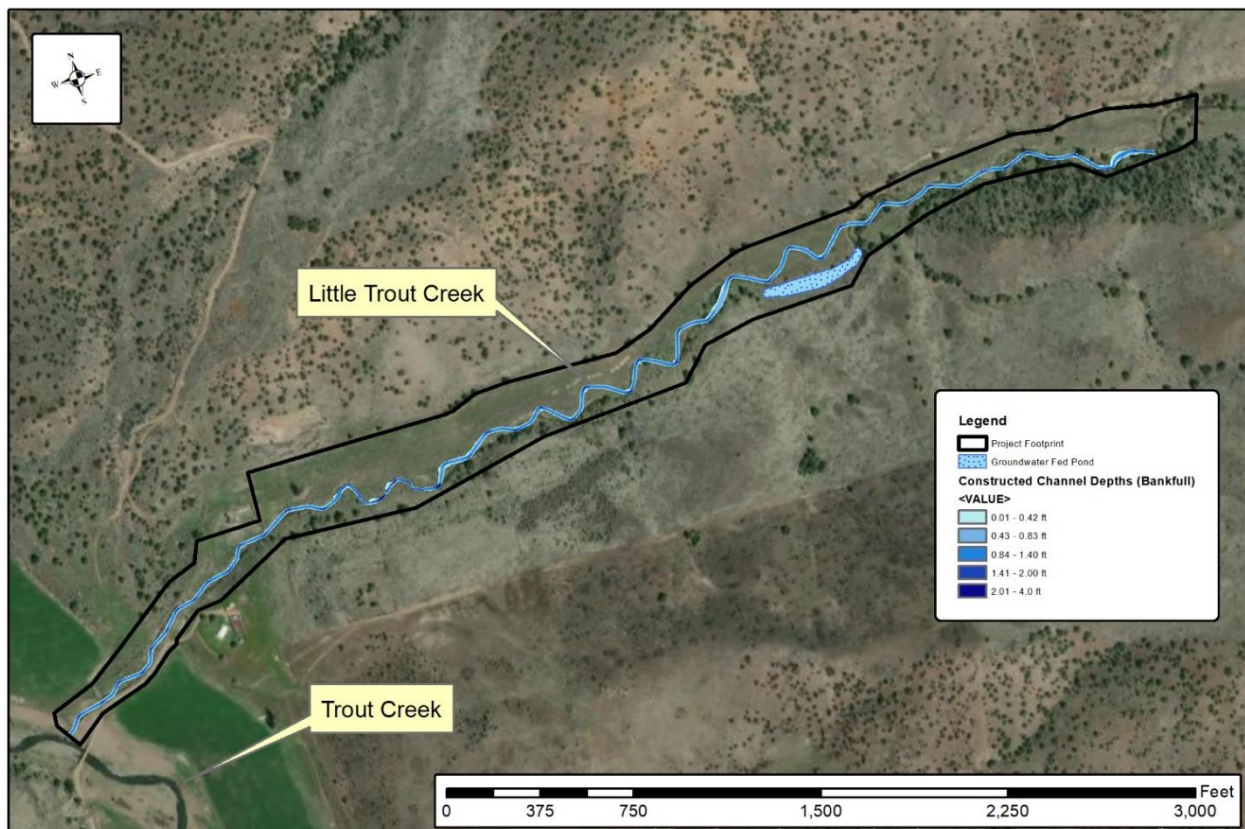 N
W E
S
Little Trout Creek
Legend
Project Footprint
Groundwater Fed Pond
Constructed Channel Depths (Bankfull)
<VALUE>
0.01 - 0.42 ft
0.43 - 0.83 ft
0.84 - 1.40 ft
1.41 - 2.00 ft
2.01 - 4.0 ft
Trout Creek
Feet
0 375 750 1,500 2,250 3,000